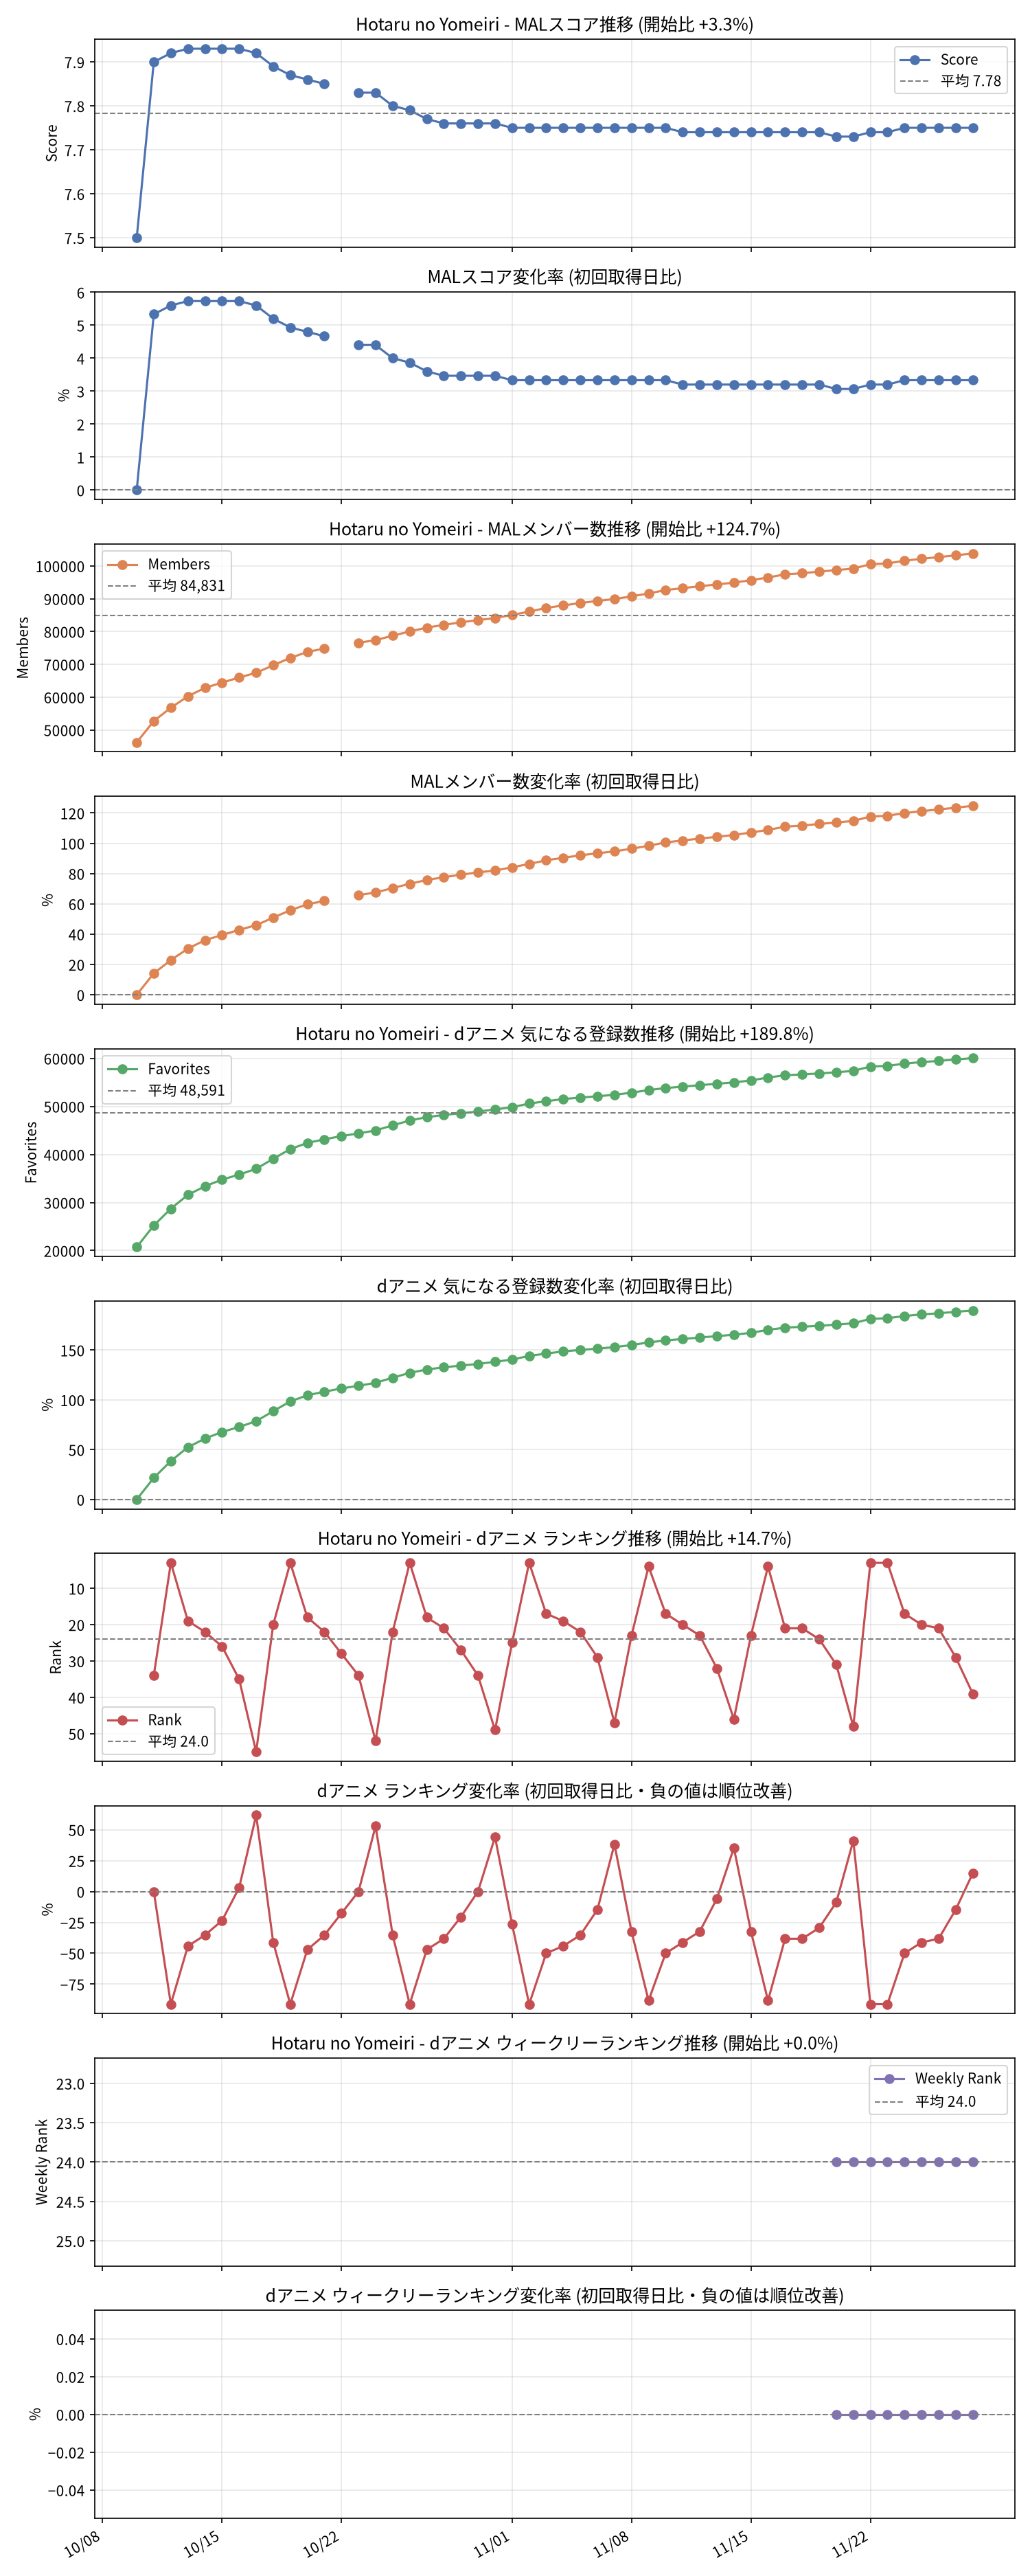 Hotaru no Yomeiri - MALスコア推移 (開始比 +3.3%)
Score
7.9
7.8
7.7
7.6
7.5
Score
平均 7.78
MALスコア変化率 (初回取得日比)
%
6
5
4
3
2
1
0
Hotaru no Yomeiri - MALメンバー数推移 (開始比 +124.7%)
Members
100000
90000
80000
70000
60000
50000
Members
平均 84,831
MALメンバー数変化率 (初回取得日比)
%
120
100
80
60
40
20
0
Hotaru no Yomeiri - dアニメ 気になる登録数推移 (開始比 +189.8%)
Favorites
60000
50000
40000
30000
20000
Favorites
平均 48,591
dアニメ 気になる登録数変化率 (初回取得日比)
%
150
100
50
0
Hotaru no Yomeiri - dアニメ ランキング推移 (開始比 +14.7%)
Rank
10
20
30
40
50
Rank
平均 24.0
dアニメ ランキング変化率 (初回取得日比・負の値は順位改善)
%
50
25
0
−25
−50
−75
Hotaru no Yomeiri - dアニメ ウィークリーランキング推移 (開始比 +0.0%)
Weekly Rank
23.0
23.5
24.0
24.5
25.0
Weekly Rank
平均 24.0
dアニメ ウィークリーランキング変化率 (初回取得日比・負の値は順位改善)
%
0.04
0.02
0.00
−0.02
−0.04
10/08
10/15
10/22
11/01
11/08
11/15
11/22